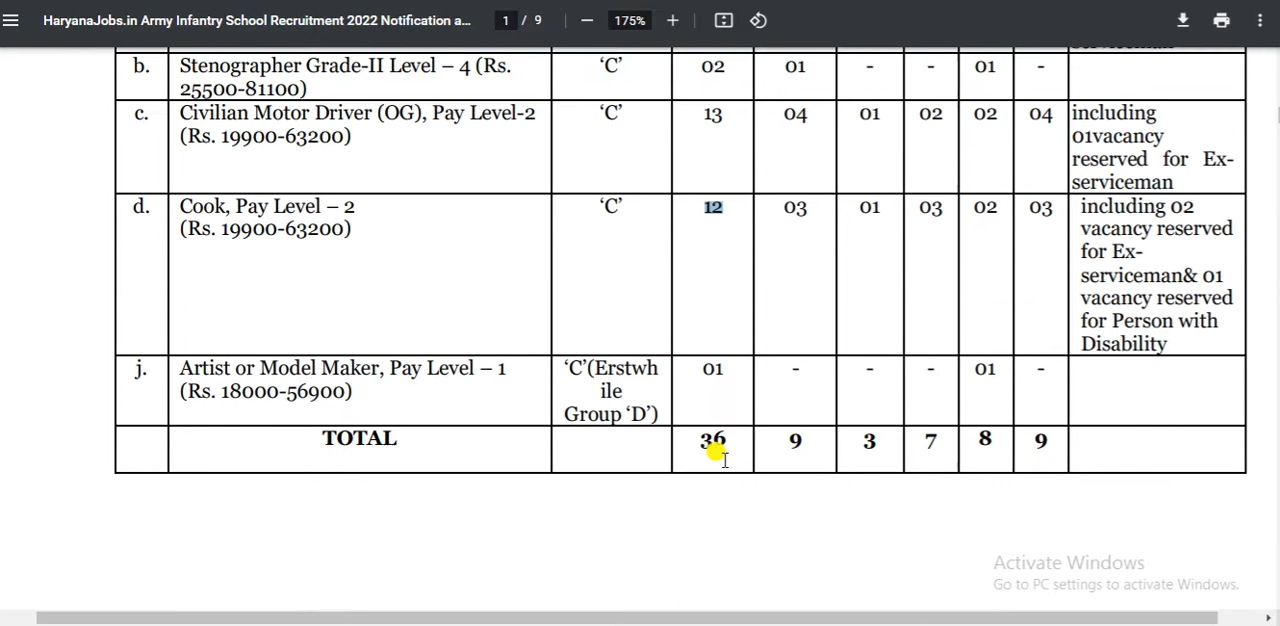 HaryanaJobs.in Army Infantry School Recruitment 2022 Notification a... 1 / 9 — 175% +
serviceman
b. Stenographer Grade-II Level – 4 (Rs. 25500-81100) ‘C’ 02 01 - - 01 -
c. Civilian Motor Driver (OG), Pay Level-2 (Rs. 19900-63200) ‘C’ 13 04 01 02 02 04 including 01vacancy reserved for Ex-serviceman
d. Cook, Pay Level – 2 (Rs. 19900-63200) ‘C’ 12 03 01 03 02 03 including 02 vacancy reserved for Ex-serviceman& 01 vacancy reserved for Person with Disability
j. Artist or Model Maker, Pay Level – 1 (Rs. 18000-56900) ‘C’(Erstwhile Group ‘D’) 01 - - - 01 -
TOTAL 36 9 3 7 8 9
Activate Windows
Go to PC settings to activate Windows.